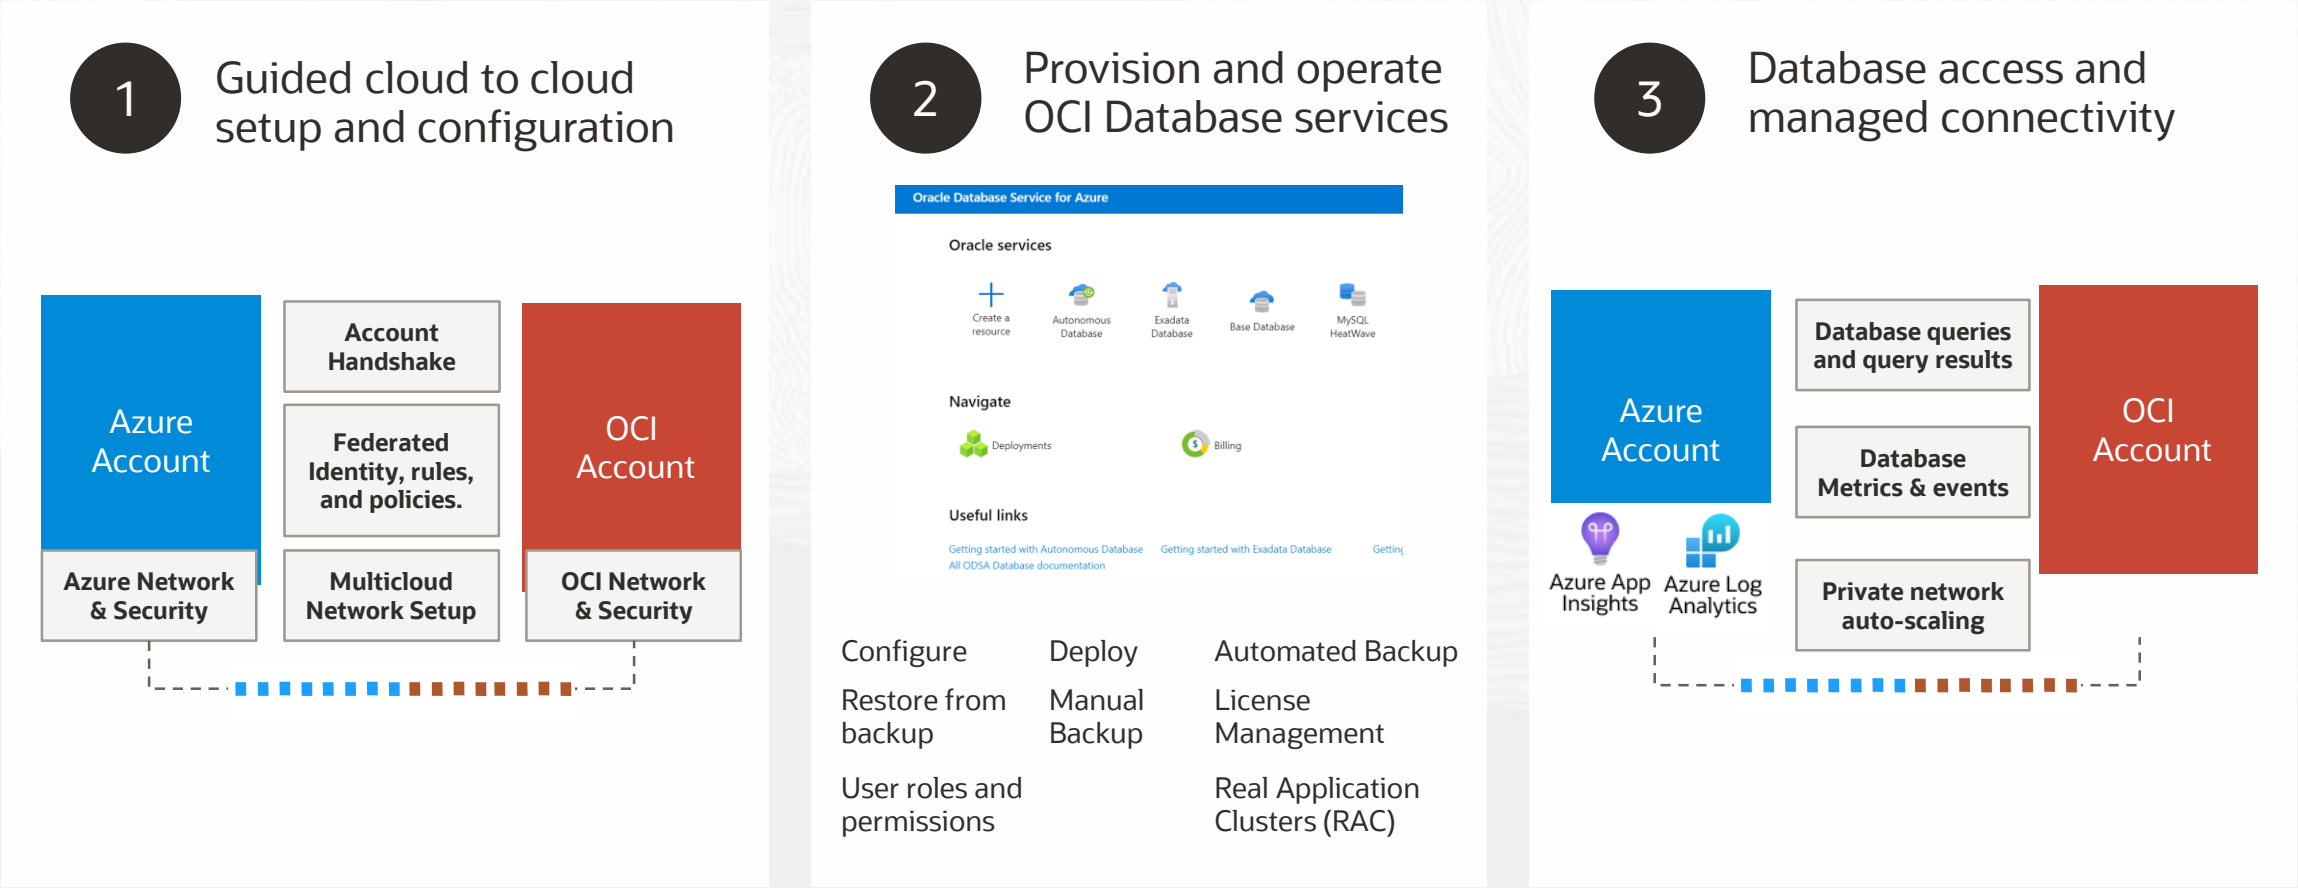 1
Guided cloud to cloud
setup and configuration
Azure
Account
Account
Handshake
Federated
Identity, rules,
and policies.
OCI
Account
Azure Network
& Security
Multicloud
Network Setup
OCI Network
& Security
2
Provision and operate
OCI Database services
Oracle Database Service for Azure
Oracle services
Create a
resource
Autonomous
Database
Exadata
Database
Base Database
MySQL
HeatWave
Navigate
Deployments
$
Billing
Useful links
Getting started with Autonomous Database
Getting started with Exadata Database
Getting
All ODSA Database documentation
Configure
Deploy
Automated Backup
Restore from
backup
Manual
Backup
License
Management
User roles and
permissions
Real Application
Clusters (RAC)
3
Database access and
managed connectivity
Azure
Account
Database queries
and query results
Database
Metrics & events
Private network
auto-scaling
OCI
Account
Azure App
Insights
Azure Log
Analytics